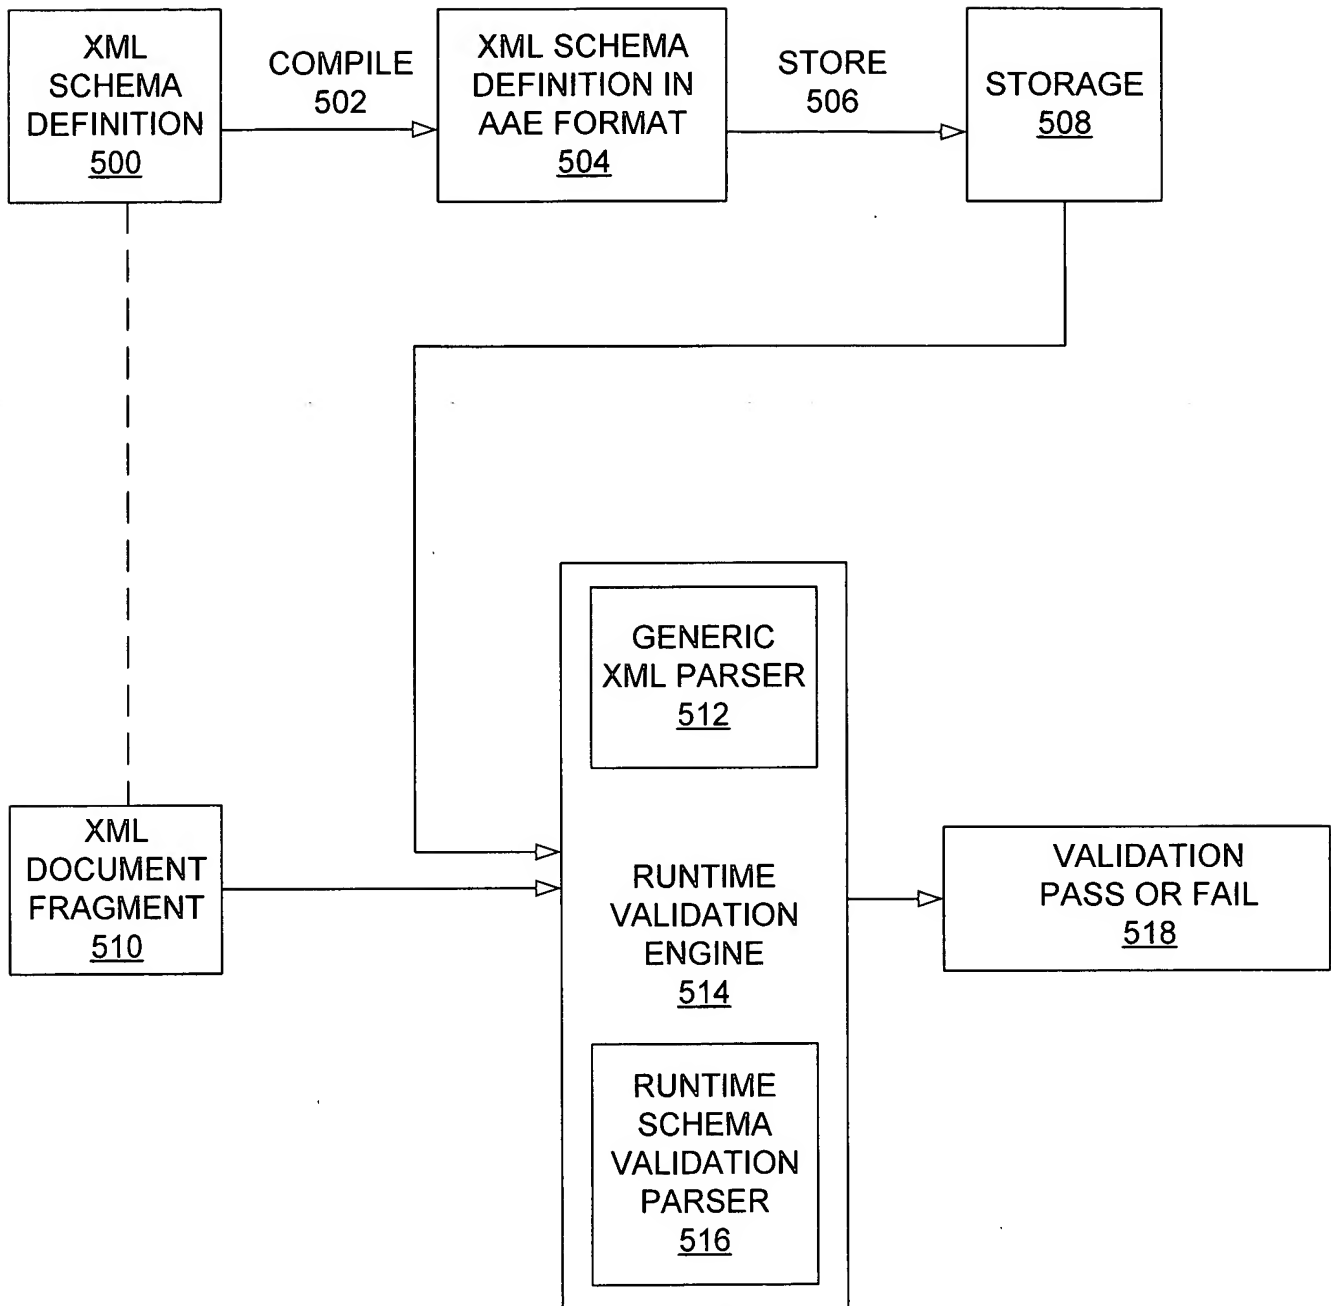 XML
SCHEMA
DEFINITION
500
COMPILE
502
XML SCHEMA
DEFINITION IN
AAE FORMAT
504
STORE
506
STORAGE
508
GENERIC
XML PARSER
512
XML
DOCUMENT
FRAGMENT
510
RUNTIME
VALIDATION
ENGINE
514
VALIDATION
PASS OR FAIL
518
RUNTIME
SCHEMA
VALIDATION
PARSER
516